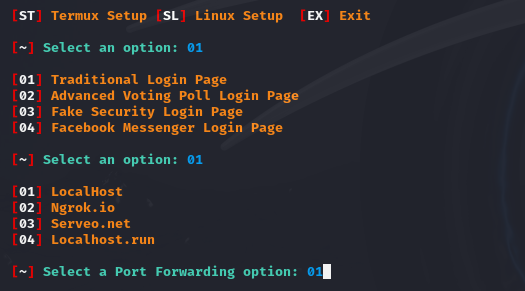 [ST] Termux Setup [SL] Linux Setup [EX] Exit
[~] Select an option: 01
[01] Traditional Login Page
[02] Advanced Voting Poll Login Page
[03] Fake Security Login Page
[04] Facebook Messenger Login Page
[~] Select an option: 01
[01] LocalHost
[02] Ngrok.io
[03] Serveo.net
[04] Localhost.run
[~] Select a Port Forwarding option: 01